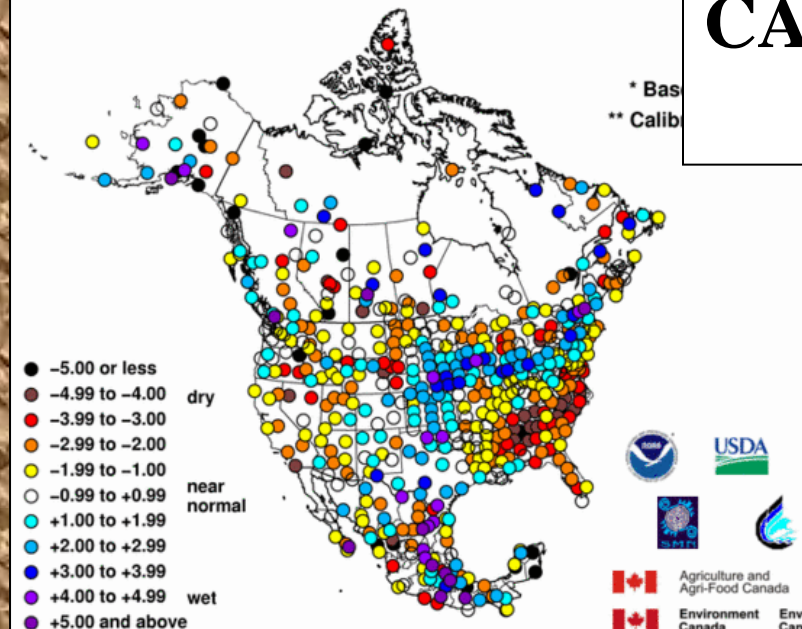 CA
* Bas
** Calib
−5.00 or less
−4.99 to −4.00
dry
−3.99 to −3.00
−2.99 to −2.00
−1.99 to −1.00
−0.99 to +0.99
near
normal
+1.00 to +1.99
+2.00 to +2.99
+3.00 to +3.99
+4.00 to +4.99
wet
+5.00 and above
USDA
SMN
Agriculture and
Agri-Food Canada
Environment
Canada